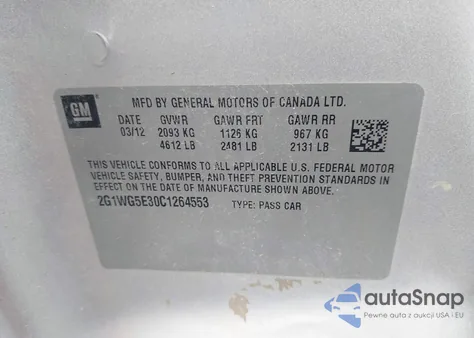 GM
MFD BY GENERAL MOTORS OF CANADA LTD.
DATE GVWR GAWR FRT GAWR RR
03/12 2093 KG 1126 KG 967 KG
4612 LB 2481 LB 2131 LB
THIS VEHICLE CONFORMS TO ALL APPLICABLE U.S. FEDERAL MOTOR
VEHICLE SAFETY, BUMPER, AND THEFT PREVENTION STANDARDS IN
EFFECT ON THE DATE OF MANUFACTURE SHOWN ABOVE.
2G1WG5E30C1264553 TYPE: PASS CAR
autoSnap
Pewne auta z aukcji USA i EU